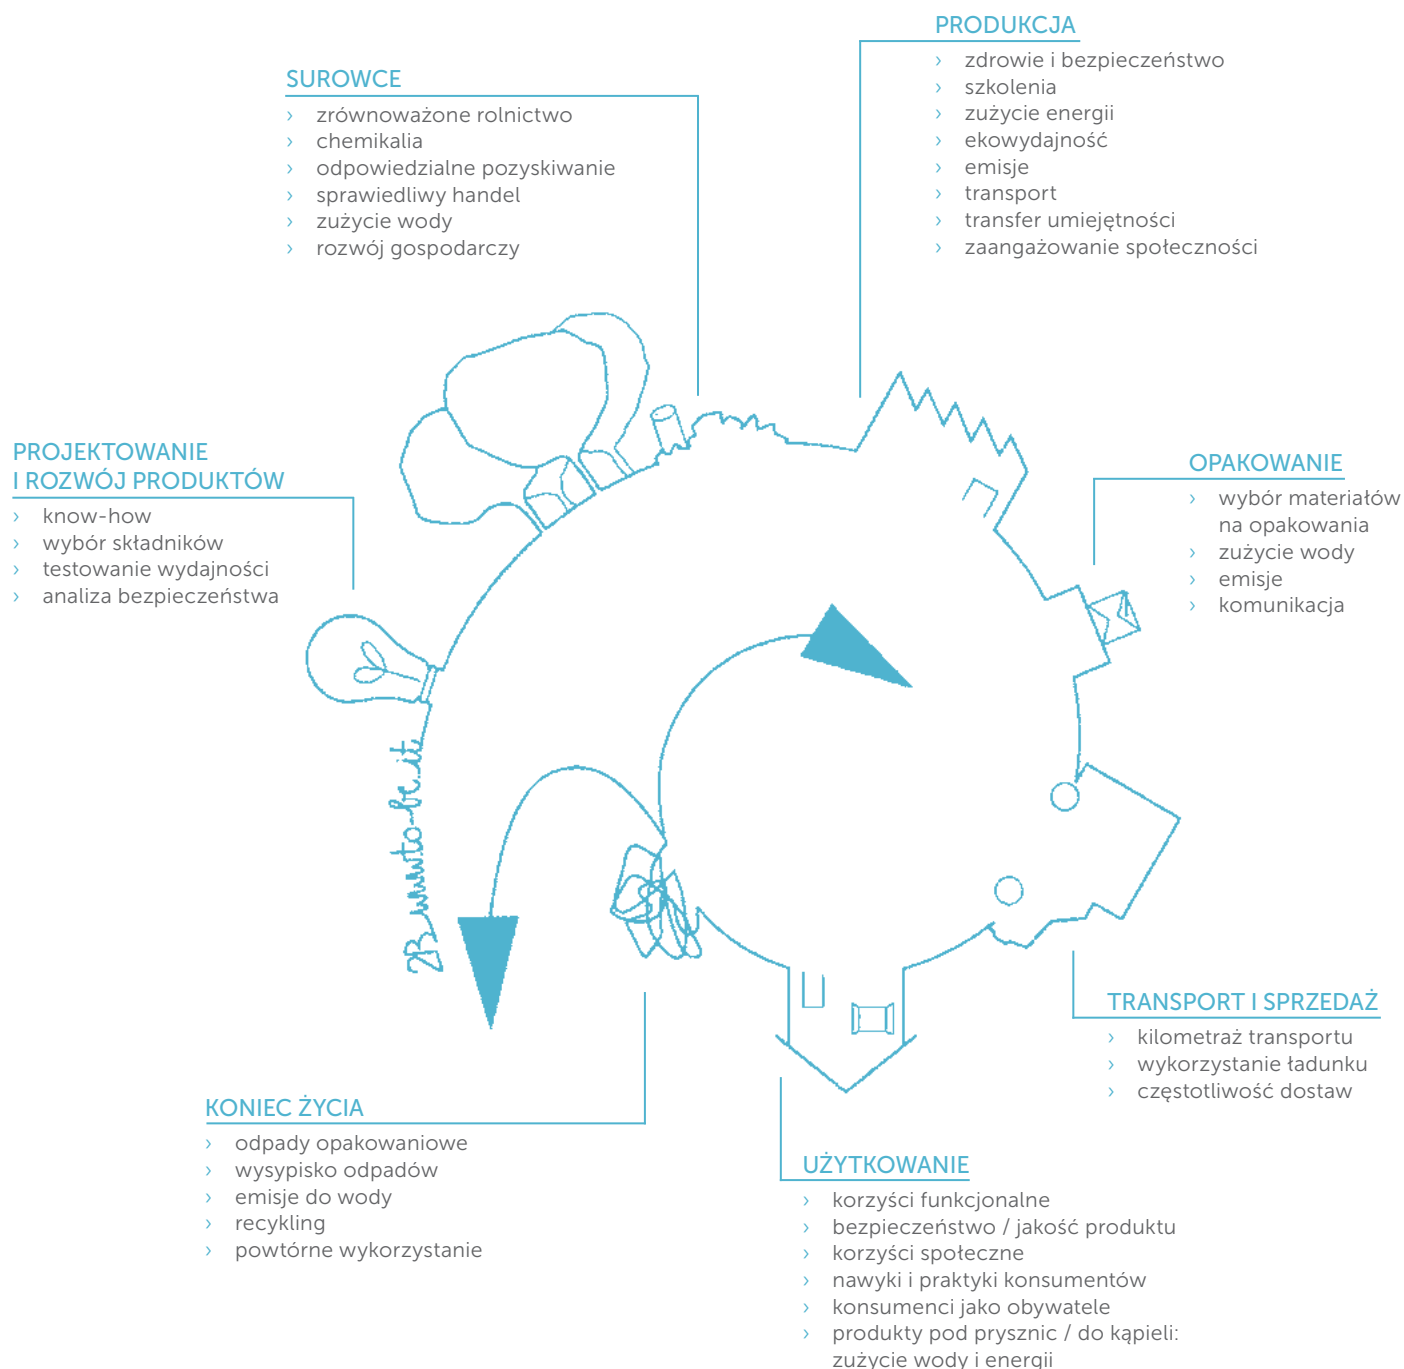 PRODUKCJA
› zdrowie i bezpieczeństwo
› szkolenia
› zużycie energii
› ekowydajność
› emisje
› transport
› transfer umiejętności
› zaangażowanie społeczności
SUROWCE
› zrównoważone rolnictwo
› chemikalia
› odpowiedzialne pozyskiwanie
› sprawiedliwy handel
› zużycie wody
› rozwój gospodarczy
PROJEKTOWANIE
I ROZWÓJ PRODUKTÓW
› know-how
› wybór składników
› testowanie wydajności
› analiza bezpieczeństwa
OPAKOWANIE
› wybór materiałów
na opakowania
› zużycie wody
› emisje
› komunikacja
TRANSPORT I SPRZEDAŻ
› kilometraż transportu
› wykorzystanie ładunku
› częstotliwość dostaw
KONIEC ŻYCIA
› odpady opakowaniowe
› wysypisko odpadów
› emisje do wody
› recykling
› powtórne wykorzystanie
UŻYTKOWANIE
› korzyści funkcjonalne
› bezpieczeństwo / jakość produktu
› korzyści społeczne
› nawyki i praktyki konsumentów
› konsumenci jako obywatele
› produkty pod prysznic / do kąpieli:
zużycie wody i energii